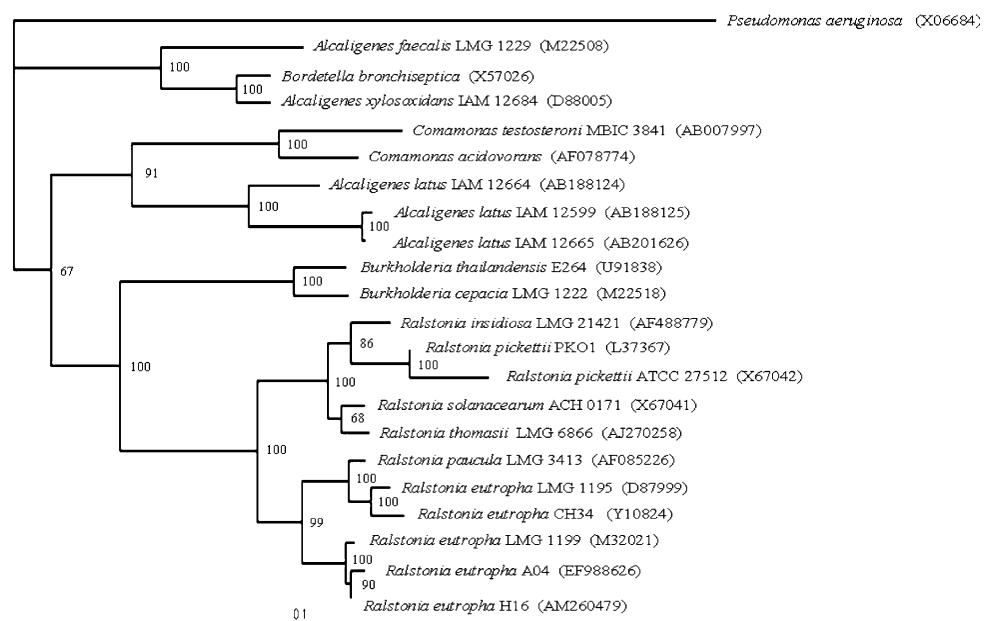 Pseudomonas aeruginosa (X06684)
Alcaligenes faecalis LMG 1229 (M22508)
100
Bordetella bronchiseptica (X57026)
100
Alcaligenes xylosoxidans IAM 12684 (D88005)
Comamonas testosteroni MBIC 3841 (AB007997)
100
Comamonas acidovorans (AF078774)
91
Alcaligenes latus IAM 12664 (AB188124)
100
Alcaligenes latus IAM 12599 (AB188125)
100
Alcaligenes latus IAM 12665 (AB201626)
67
Burkholderia thailandensis E264 (U91838)
100
Burkholderia cepacia LMG 1222 (M22518)
Ralstonia insidiosa LMG 21421 (AF488779)
86
Ralstonia pickettii PKO1 (L37367)
100
100
Ralstonia pickettii ATCC 27512 (X67042)
100
Ralstonia solanacearum ACH 0171 (X67041)
68
Ralstonia thomasii LMG 6866 (AJ270258)
100
Ralstonia paucula LMG 3413 (AF085226)
100
Ralstonia eutropha LMG 1195 (D87999)
100
Ralstonia eutropha CH34 (Y10824)
99
Ralstonia eutropha LMG 1199 (M32021)
100
Ralstonia eutropha A04 (EF988626)
90
Ralstonia eutropha H16 (AM260479)
01